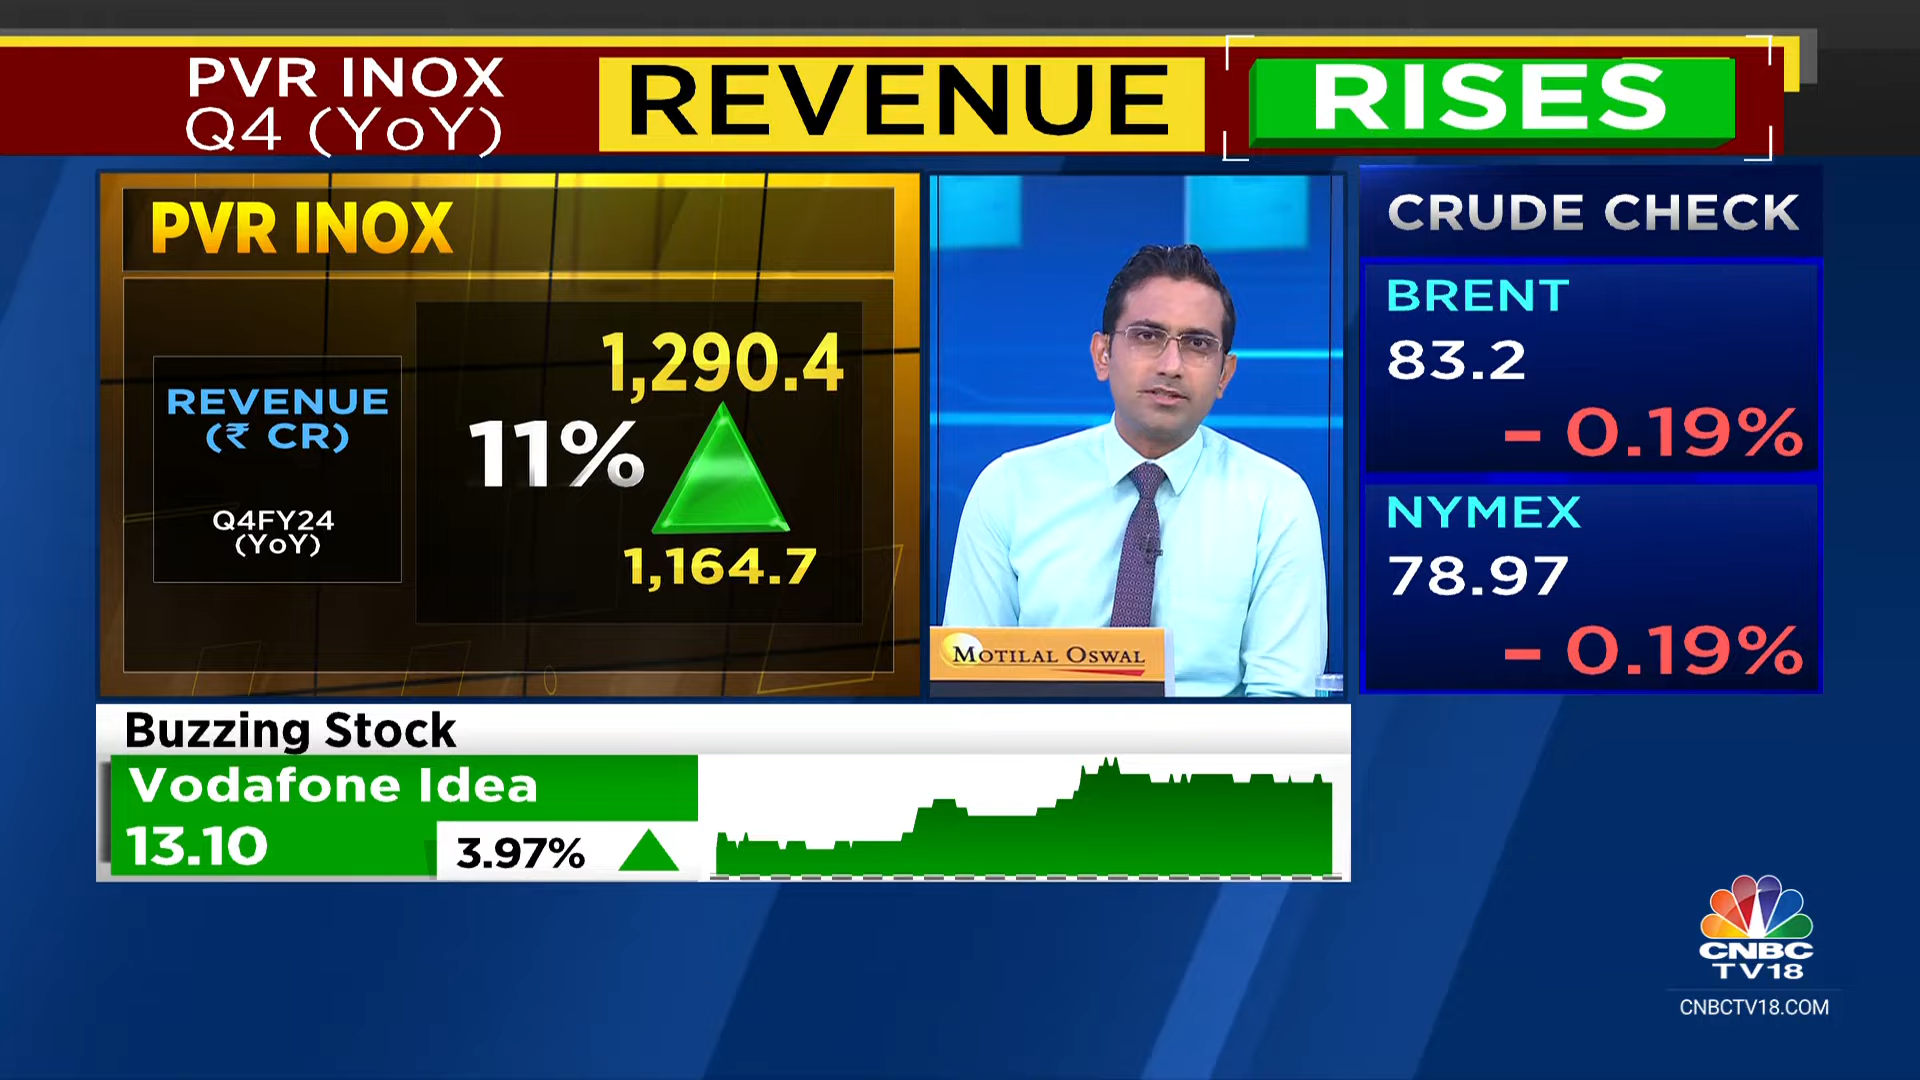 PVR INOX
Q4 (YoY)
REVENUE
RISES
PVR INOX
REVENUE
(₹ CR)
Q4FY24
(YoY)
1,290.4
11%
1,164.7
MOTILAL OSWAL
CRUDE CHECK
BRENT
83.2
– 0.19%
NYMEX
78.97
– 0.19%
Buzzing Stock
Vodafone Idea
13.10
3.97%
CNBC
TV18
CNBCTV18.COM